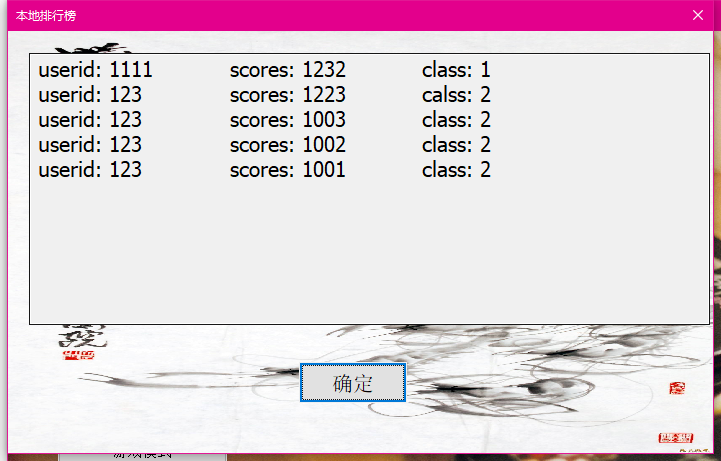 本地排行榜
userid: 1111 scores: 1232 class: 1
userid: 123 scores: 1223 calss: 2
userid: 123 scores: 1003 class: 2
userid: 123 scores: 1002 class: 2
userid: 123 scores: 1001 class: 2
确定